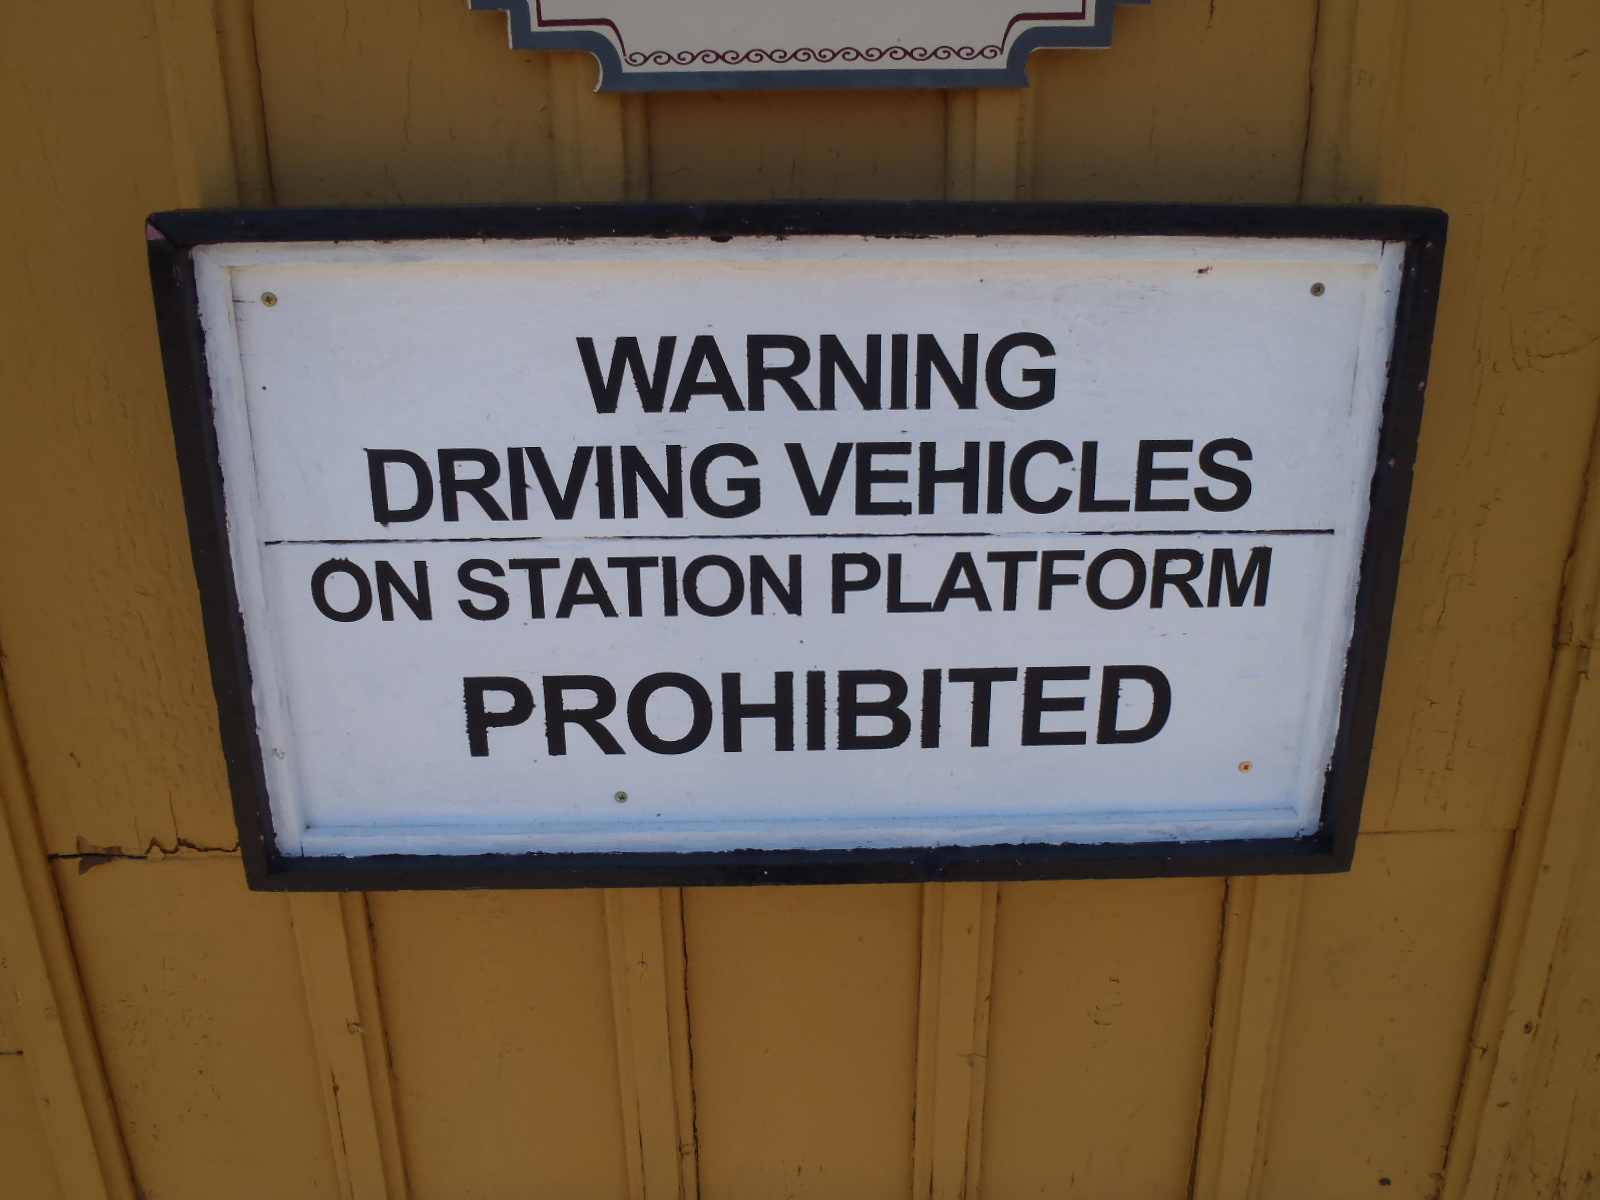 WARNING
DRIVING VEHICLES
ON STATION PLATFORM
PROHIBITED